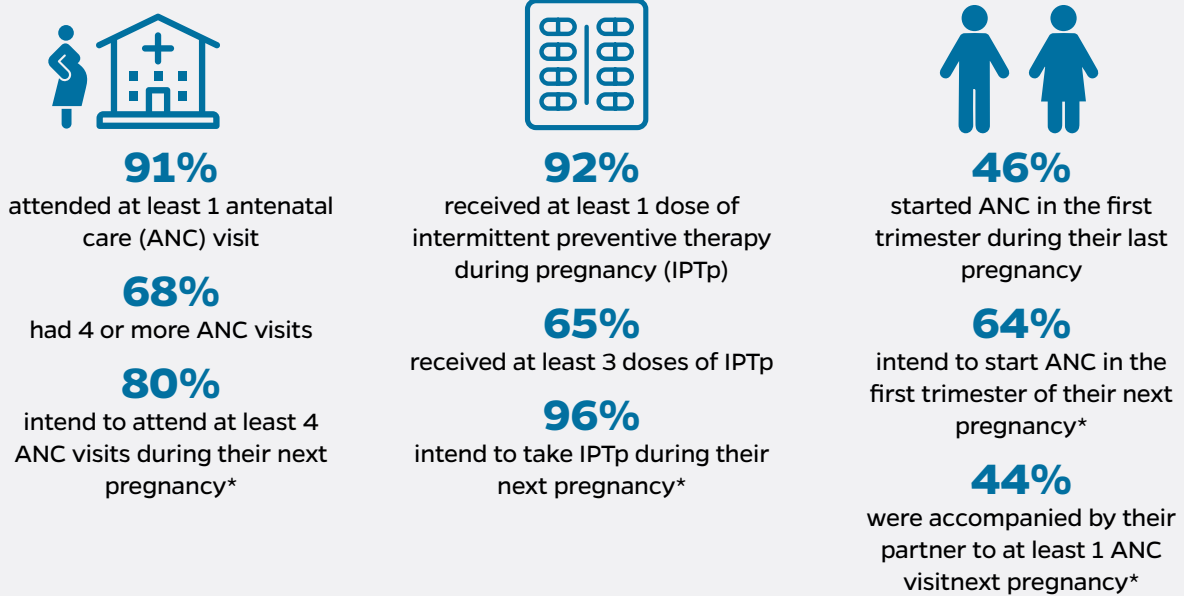 91%
attended at least 1 antenatal
care (ANC) visit
68%
had 4 or more ANC visits
80%
intend to attend at least 4
ANC visits during their next
pregnancy*
92%
received at least 1 dose of
intermittent preventive therapy
during pregnancy (IPTp)
65%
received at least 3 doses of IPTp
96%
intend to take IPTp during their
next pregnancy*
46%
started ANC in the first
trimester during their last
pregnancy
64%
intend to start ANC in the
first trimester of their next
pregnancy*
44%
were accompanied by their
partner to at least 1 ANC
visitnext pregnancy*